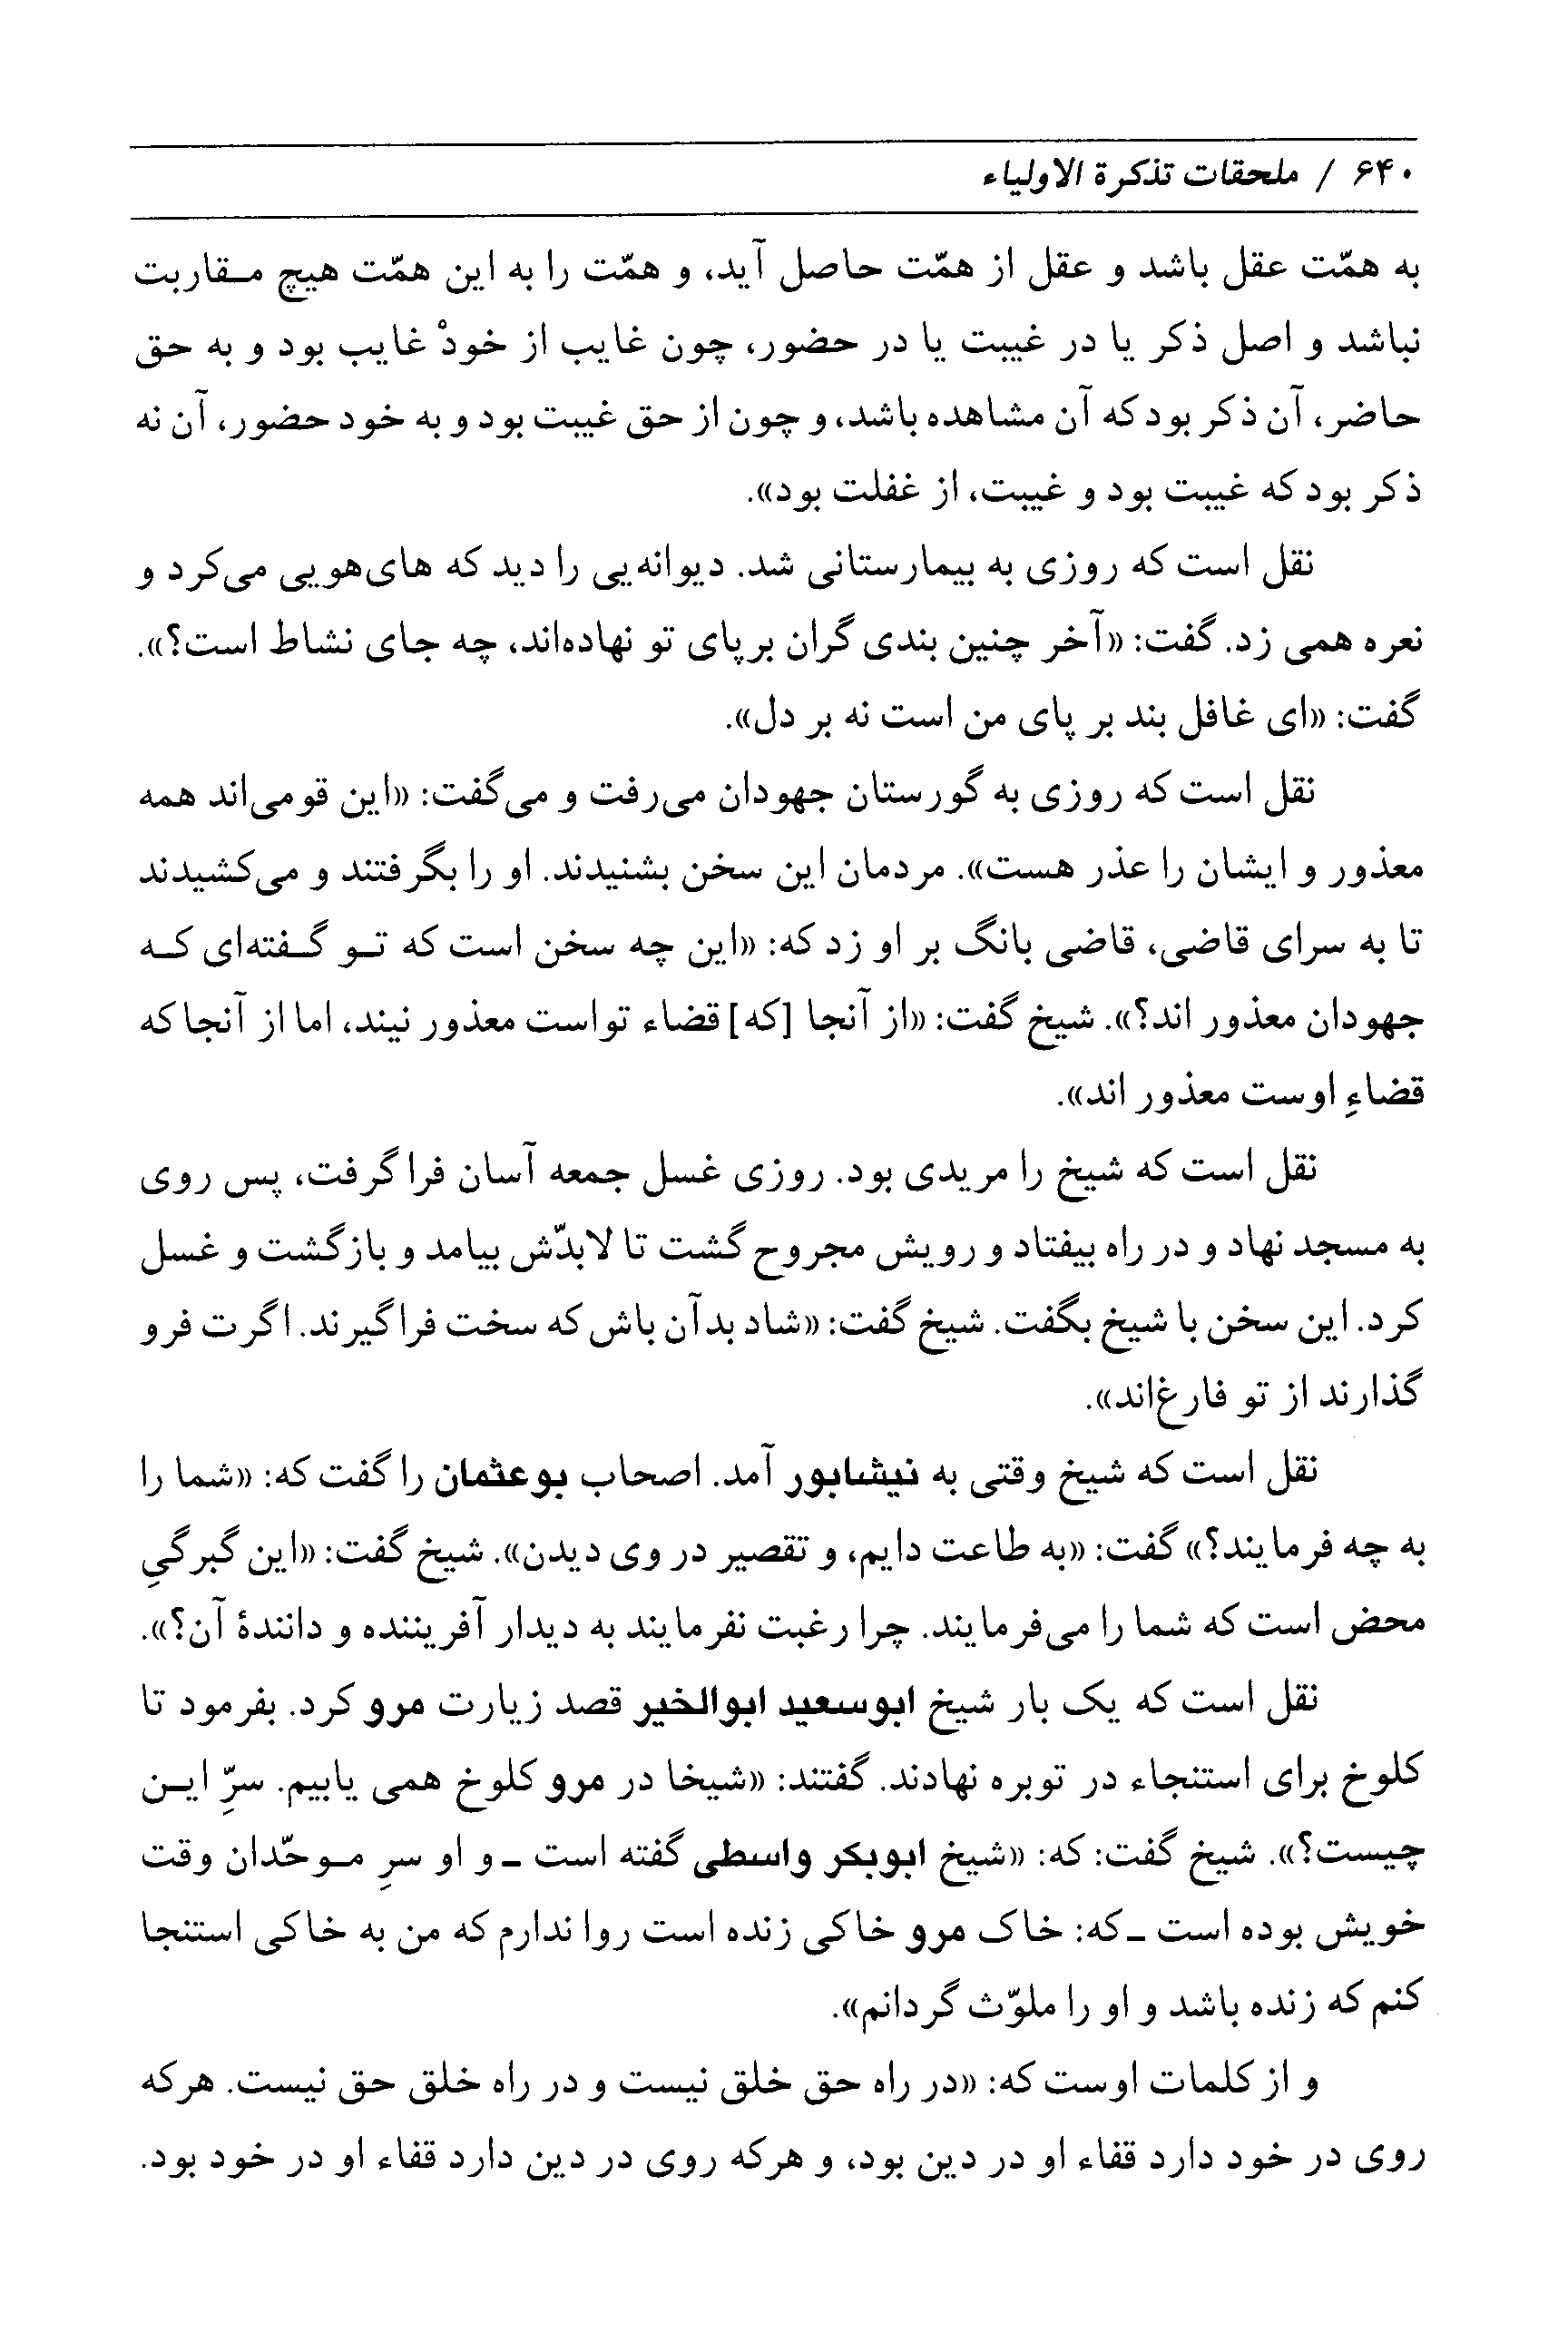 ۶۴۰ / ملحقات تذکرة الاولیاء
به همّت عقل باشد و عقل از همّت حاصل آید، و همّت را به این همّت هیچ مـقاربت
نباشد و اصل ذکر یا در غیبت یا در حضور، چون غایب از خودْ غایب بود و به حق
حاضر، آن ذکر بود که آن مشاهده باشد، و چون از حق غیبت بود و به خود حضور، آن نه
ذکر بود که غیبت بود و غیبت، از غفلت بود».
نقل است که روزی به بیمارستانی شد. دیوانه‌یی را دید که های‌هویی می‌کرد و
نعره همی زد. گفت: «آخر چنین بندی گران برپای تو نهاده‌اند، چه جای نشاط است؟».
گفت: «ای غافل بند بر پای من است نه بر دل».
نقل است که روزی به گورستان جهودان می‌رفت و می‌گفت: «این قومی‌اند همه
معذور و ایشان را عذر هست». مردمان این سخن بشنیدند. او را بگرفتند و می‌کشیدند
تا به سرای قاضی، قاضی بانگ بر او زد که: «این چه سخن است که تـو گـفته‌ای کـه
جهودان معذور اند؟». شیخ گفت: «از آنجا [که] قضاء تواست معذور نیند، اما از آنجا که
قضاءِ اوست معذور اند».
نقل است که شیخ را مریدی بود. روزی غسل جمعه آسان فرا گرفت، پس روی
به مسجد نهاد و در راه بیفتاد و رویش مجروح گشت تا لابدّش بیامد و بازگشت و غسل
کرد. این سخن با شیخ بگفت. شیخ گفت: «شاد بدآن باش که سخت فراگیرند. اگرت فرو
گذارند از تو فارغ‌اند».
نقل است که شیخ وقتی به نیشابور آمد. اصحاب بوعثمان را گفت که: «شما را
به چه فرمایند؟» گفت: «به طاعت دایم، و تقصیر در وی دیدن». شیخ گفت: «این گبرگیِ
محض است که شما را می‌فرمایند. چرا رغبت نفرمایند به دیدار آفریننده و دانندهٔ آن؟».
نقل است که یک بار شیخ ابوسعید ابوالخیر قصد زیارت مرو کرد. بفرمود تا
کلوخ برای استنجاء در توبره نهادند. گفتند: «شیخا در مرو کلوخ همی یابیم. سرِّ ایـن
چیست؟». شیخ گفت: که: «شیخ ابوبکر واسطی گفته است ـ و او سرِ مـوحّدان وقت
خویش بوده است ـ که: خاک مرو خاکی زنده است روا ندارم که من به خاکی استنجا
کنم که زنده باشد و او را ملوّث گردانم».
و از کلمات اوست که: «در راه حق خلق نیست و در راه خلق حق نیست. هرکه
روی در خود دارد قفاء او در دین بود، و هرکه روی در دین دارد قفاء او در خود بود.